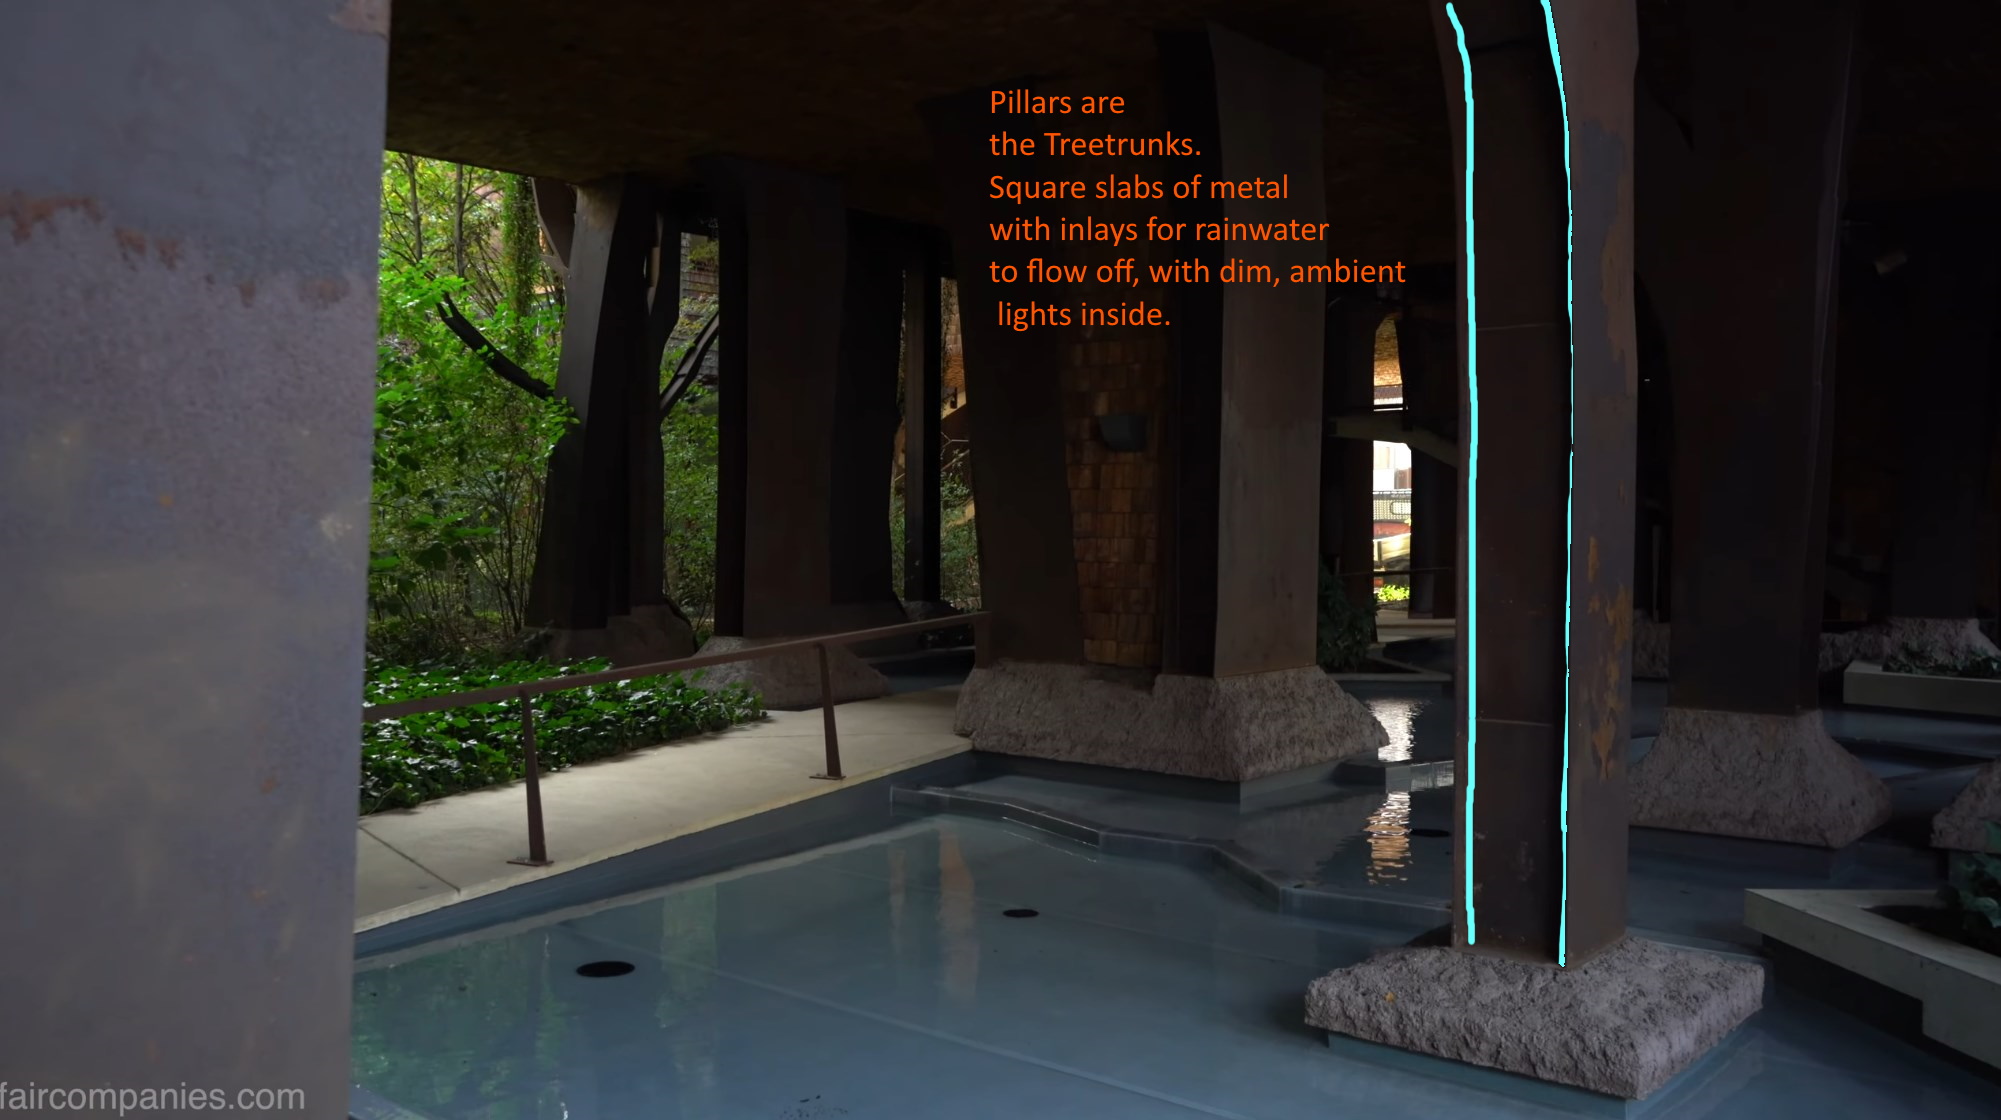 Pillars are
the Treetrunks.
Square slabs of metal
with inlays for rainwater
to flow off, with dim, ambient
lights inside.
faircompanies.com